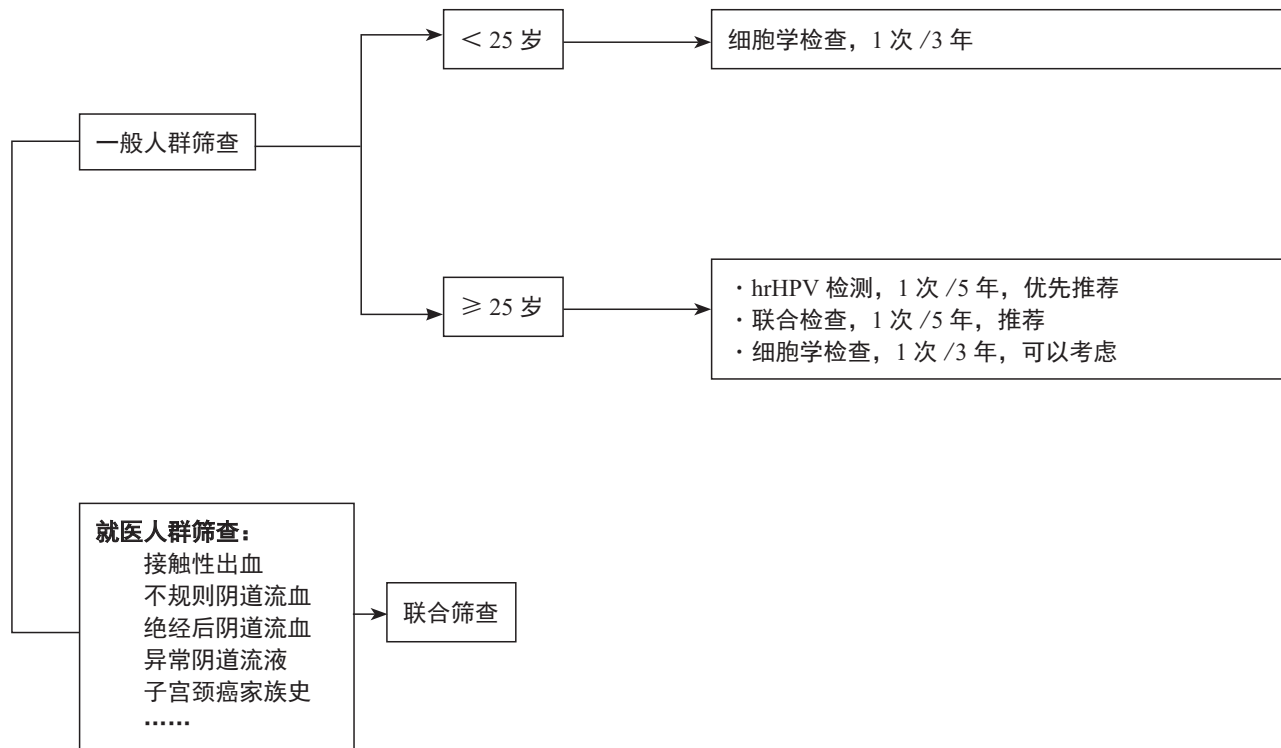 < 25 岁
细胞学检查，1 次 /3 年
一般人群筛查
≥ 25 岁
· hrHPV 检测，1 次 /5 年，优先推荐
· 联合检查，1 次 /5 年，推荐
· 细胞学检查，1 次 /3 年，可以考虑
就医人群筛查：
接触性出血
不规则阴道流血
绝经后阴道流血
异常阴道流液
子宫颈癌家族史
……
联合筛查